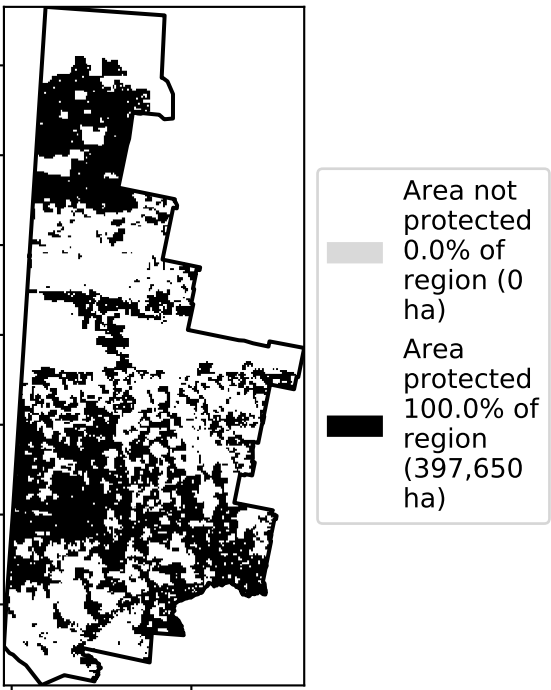 Area not
protected
0.0% of
region (0
ha)
Area
protected
100.0% of
region
(397,650
ha)